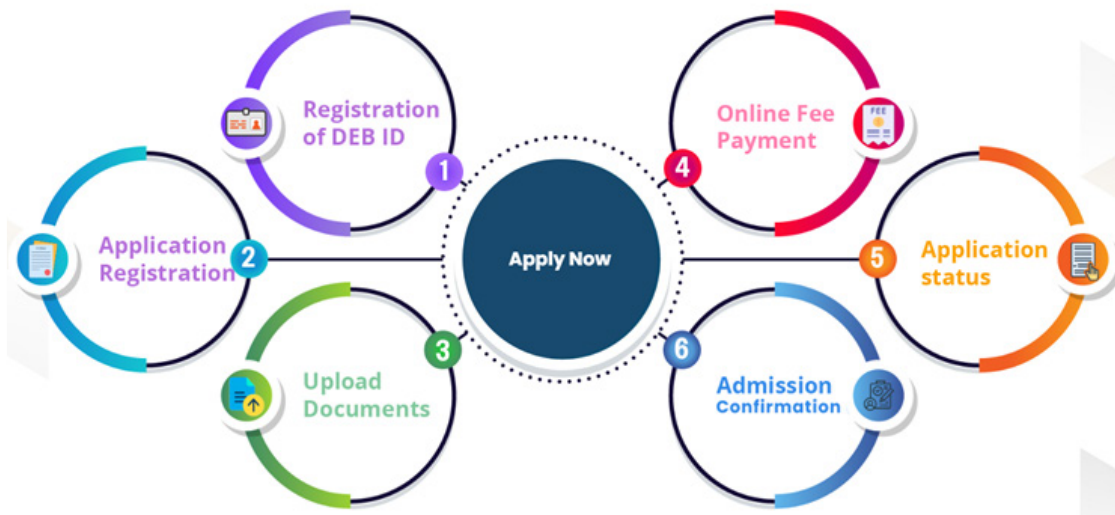 Registration
of DEB ID
1
Application
Registration
2
Upload
Documents
3
Apply Now
Online Fee
Payment
FEE
4
Application
status
5
Admission
Confirmation
6